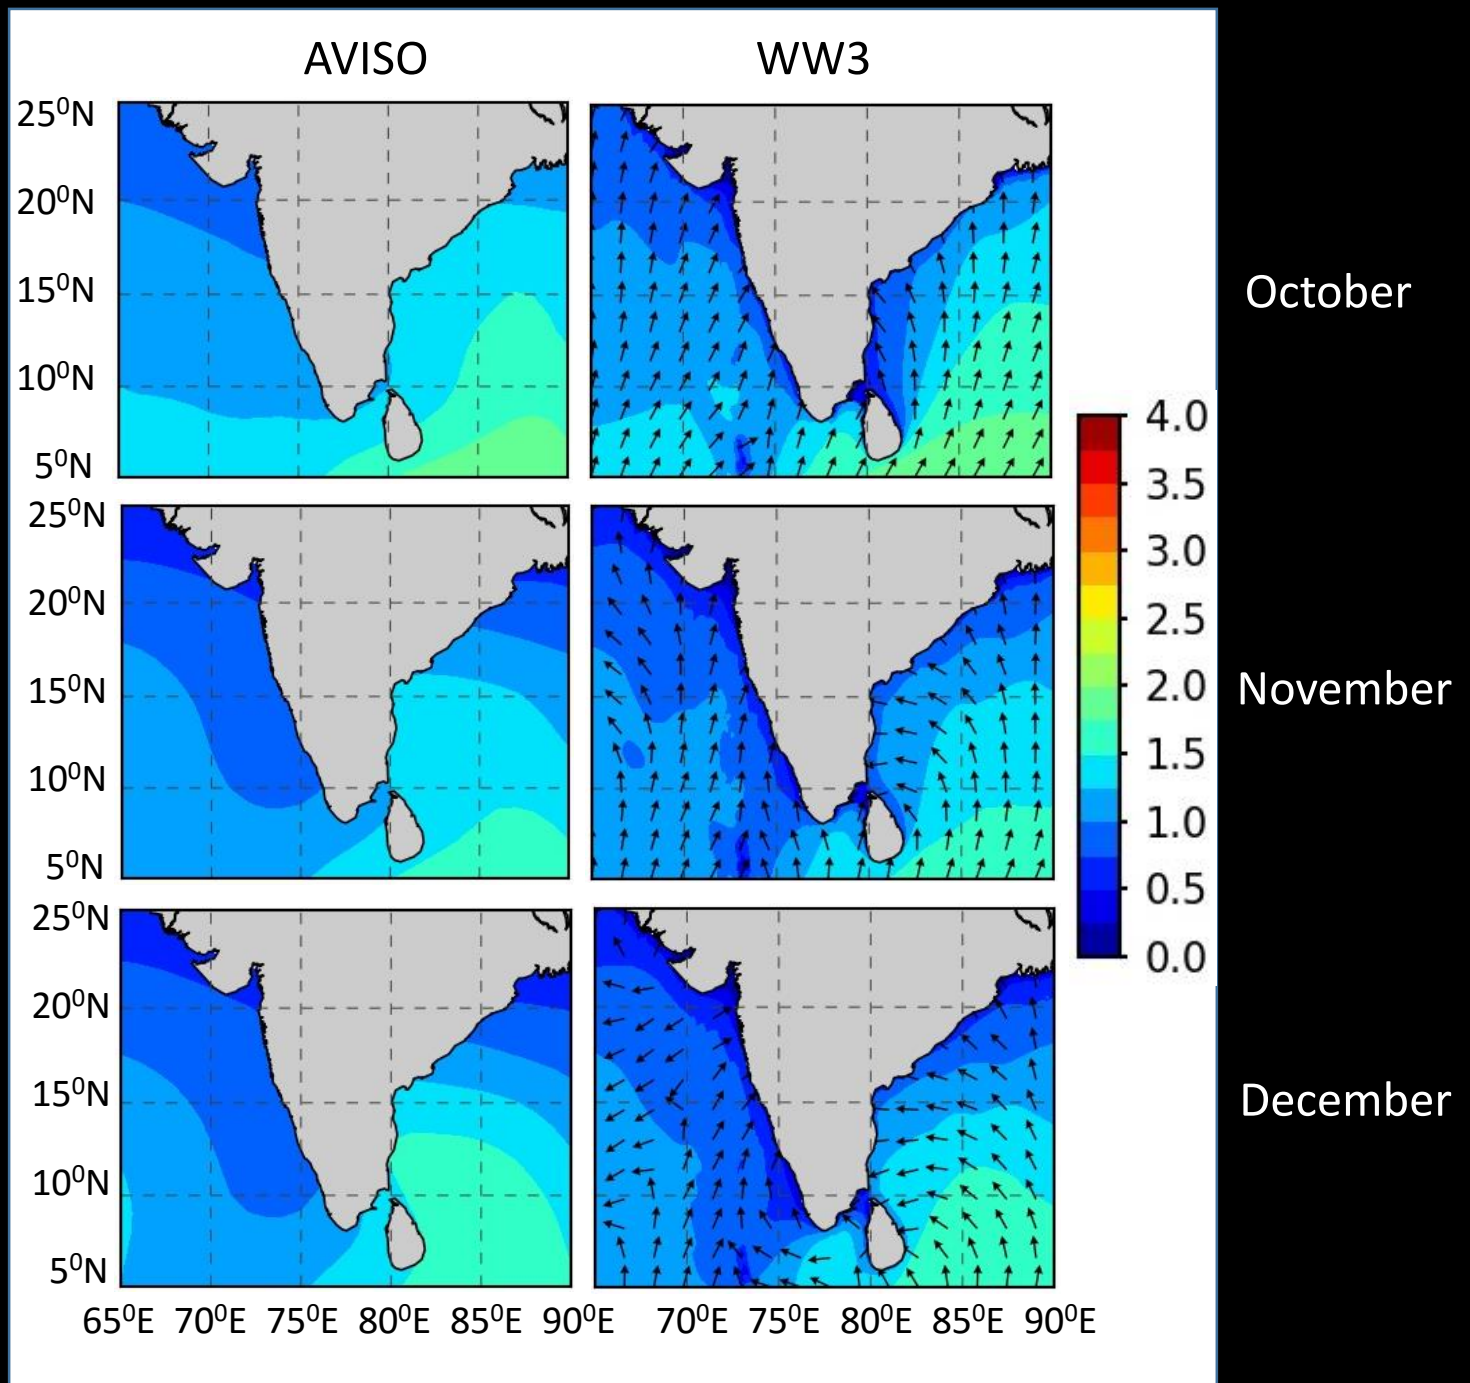 AVISO WW3
25⁰N
20⁰N
15⁰N
10⁰N
5⁰N
October
25⁰N
20⁰N
15⁰N
10⁰N
5⁰N
November
25⁰N
20⁰N
15⁰N
10⁰N
5⁰N
December
4.0
3.5
3.0
2.5
2.0
1.5
1.0
0.5
0.0
65⁰E 70⁰E 75⁰E 80⁰E 85⁰E 90⁰E 70⁰E 75⁰E 80⁰E 85⁰E 90⁰E